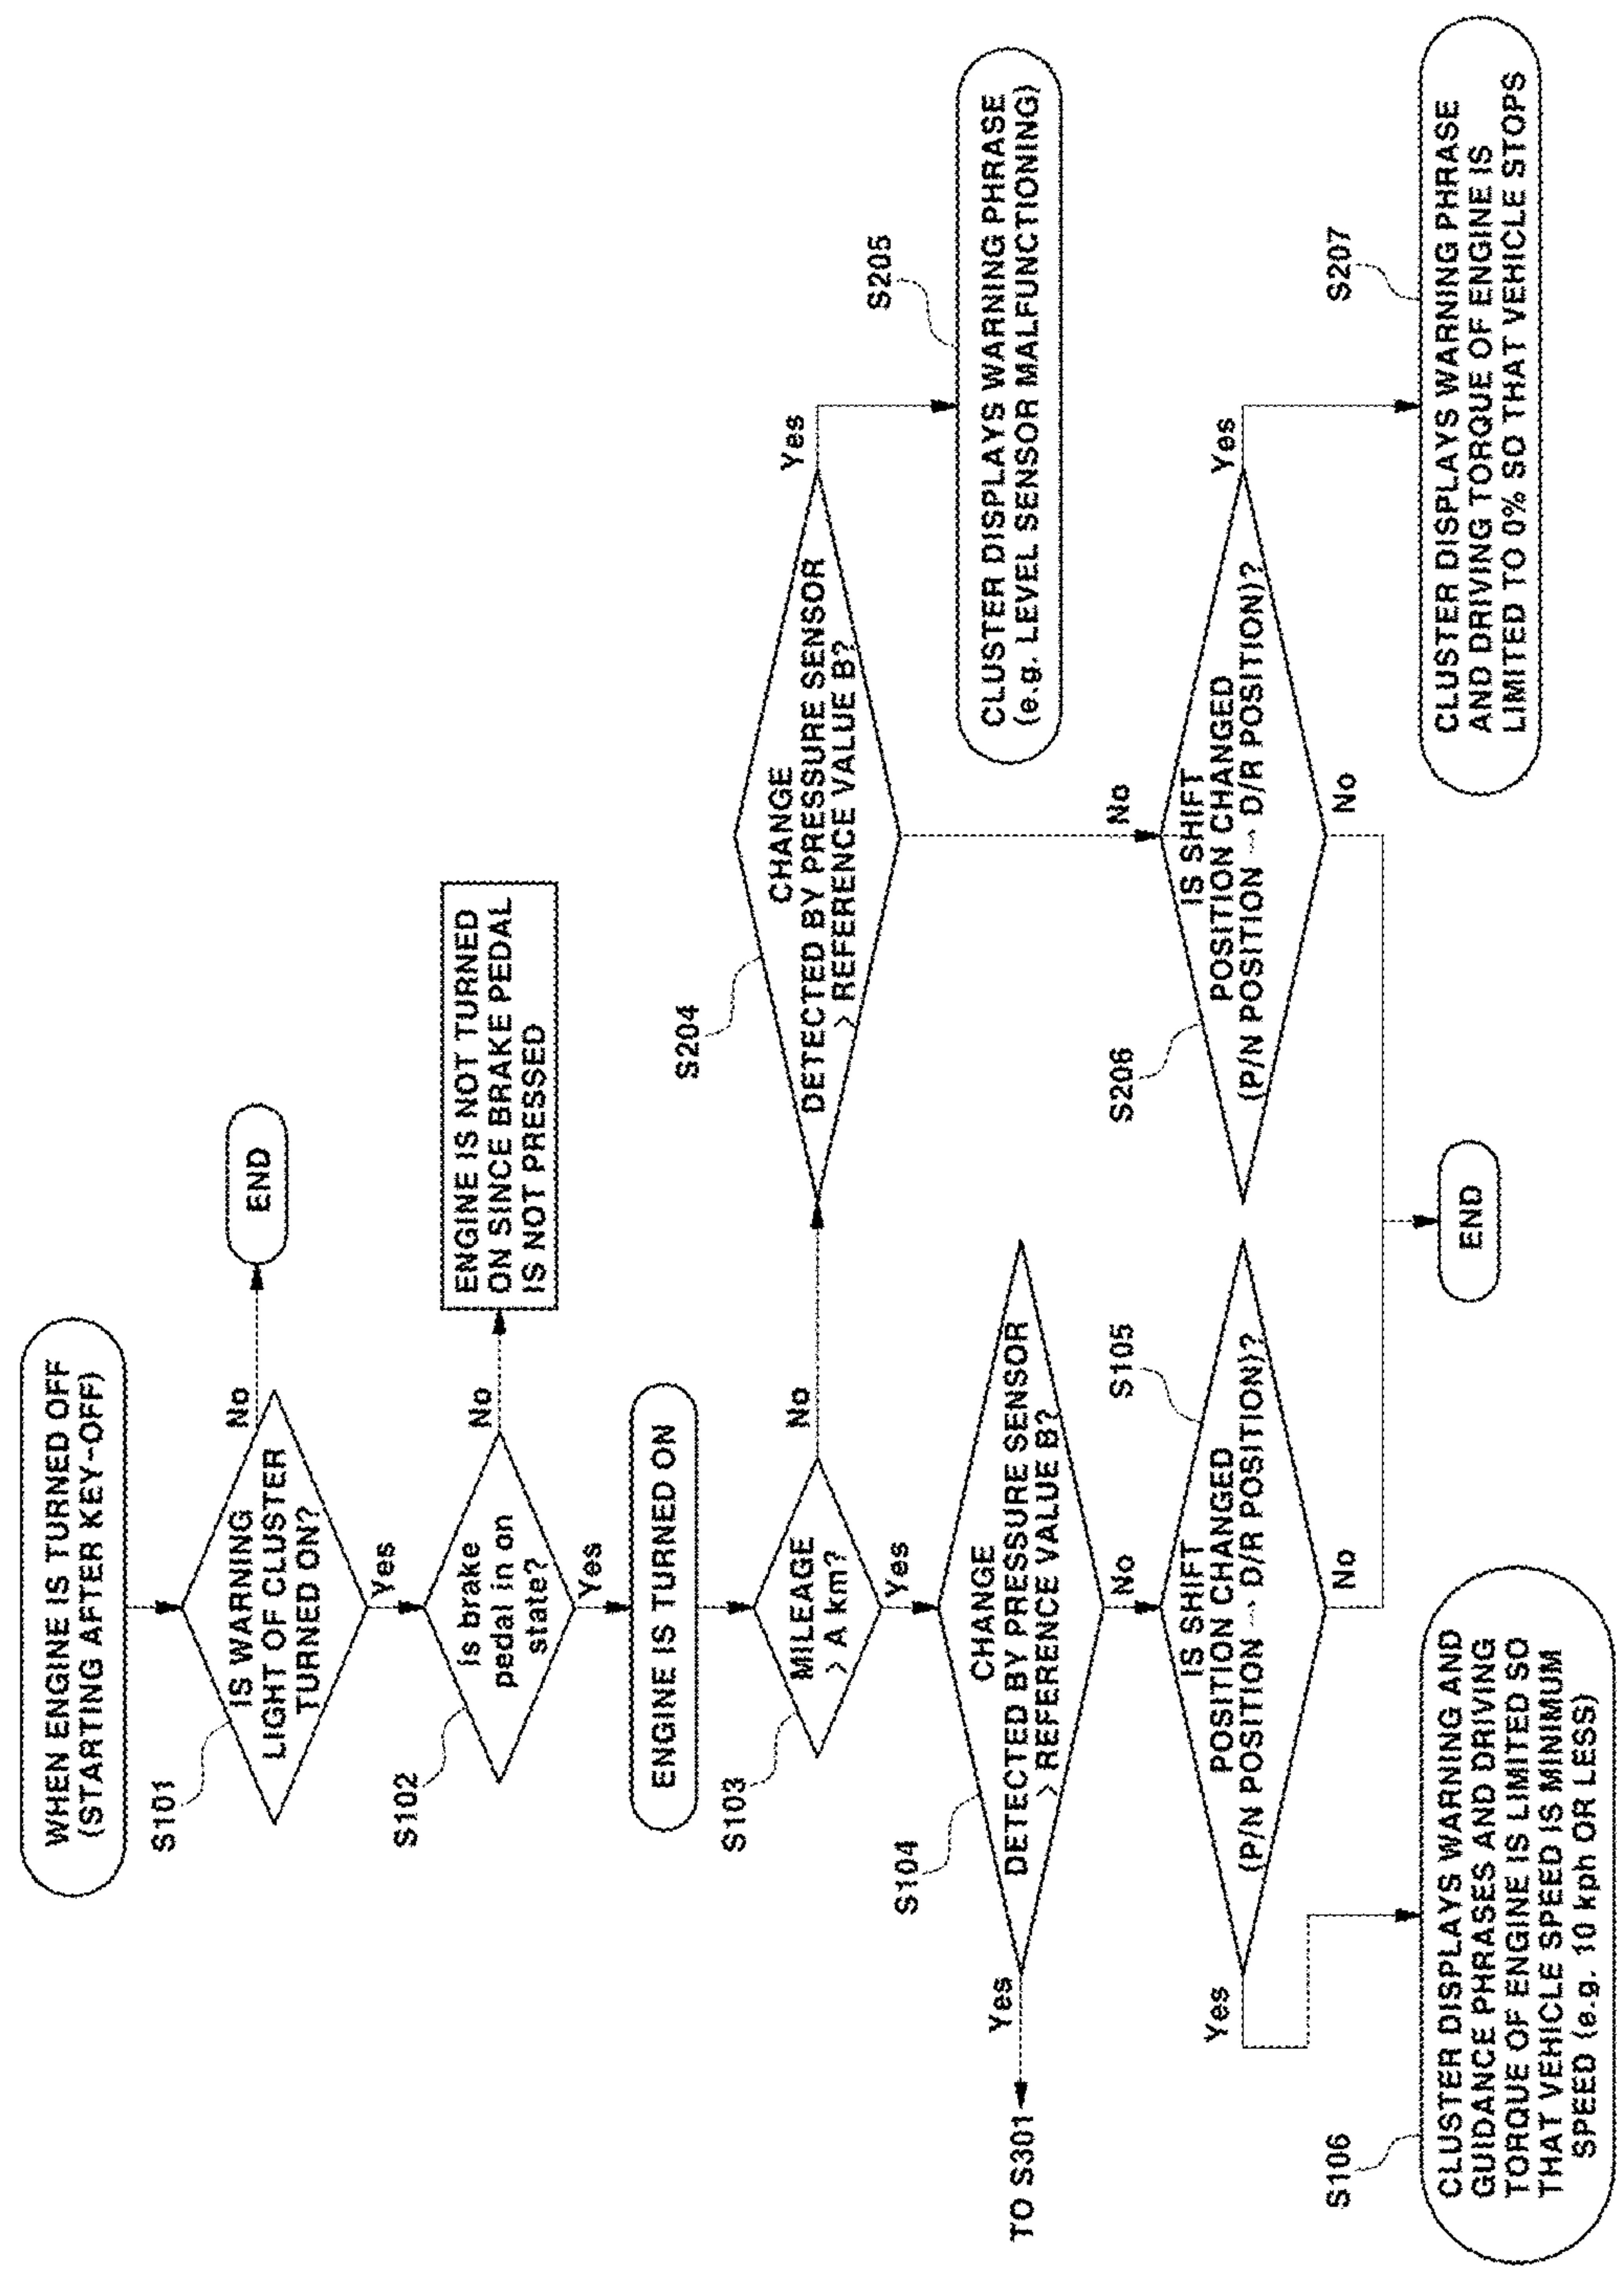 WHEN ENGINE IS TURNED OFF
(STARTING AFTER KEY-OFF)
S101
IS WARNING
LIGHT OF CLUSTER
TURNED ON?
No
END
Yes
S102
Is brake
pedal in on
state?
No
ENGINE IS NOT TURNED
ON SINCE BRAKE PEDAL
IS NOT PRESSED
Yes
ENGINE IS TURNED ON
S103
MILEAGE
> A km?
No
Yes
S204
CHANGE
DETECTED BY PRESSURE SENSOR
> REFERENCE VALUE B?
Yes
S205
CLUSTER DISPLAYS WARNING PHRASE
(e.g. LEVEL SENSOR MALFUNCTIONING)
No
S104
CHANGE
DETECTED BY PRESSURE SENSOR
> REFERENCE VALUE B?
Yes
TO S301
No
S105
IS SHIFT
POSITION CHANGED
(P/N POSITION → D/R POSITION)?
Yes
No
S206
IS SHIFT
POSITION CHANGED
(P/N POSITION → D/R POSITION)?
Yes
No
S106
CLUSTER DISPLAYS WARNING AND
GUIDANCE PHRASES AND DRIVING
TORQUE OF ENGINE IS LIMITED SO
THAT VEHICLE SPEED IS MINIMUM
SPEED (e.g. 10 kph OR LESS)
END
S207
CLUSTER DISPLAYS WARNING PHRASE
AND DRIVING TORQUE OF ENGINE IS
LIMITED TO 0% SO THAT VEHICLE STOPS